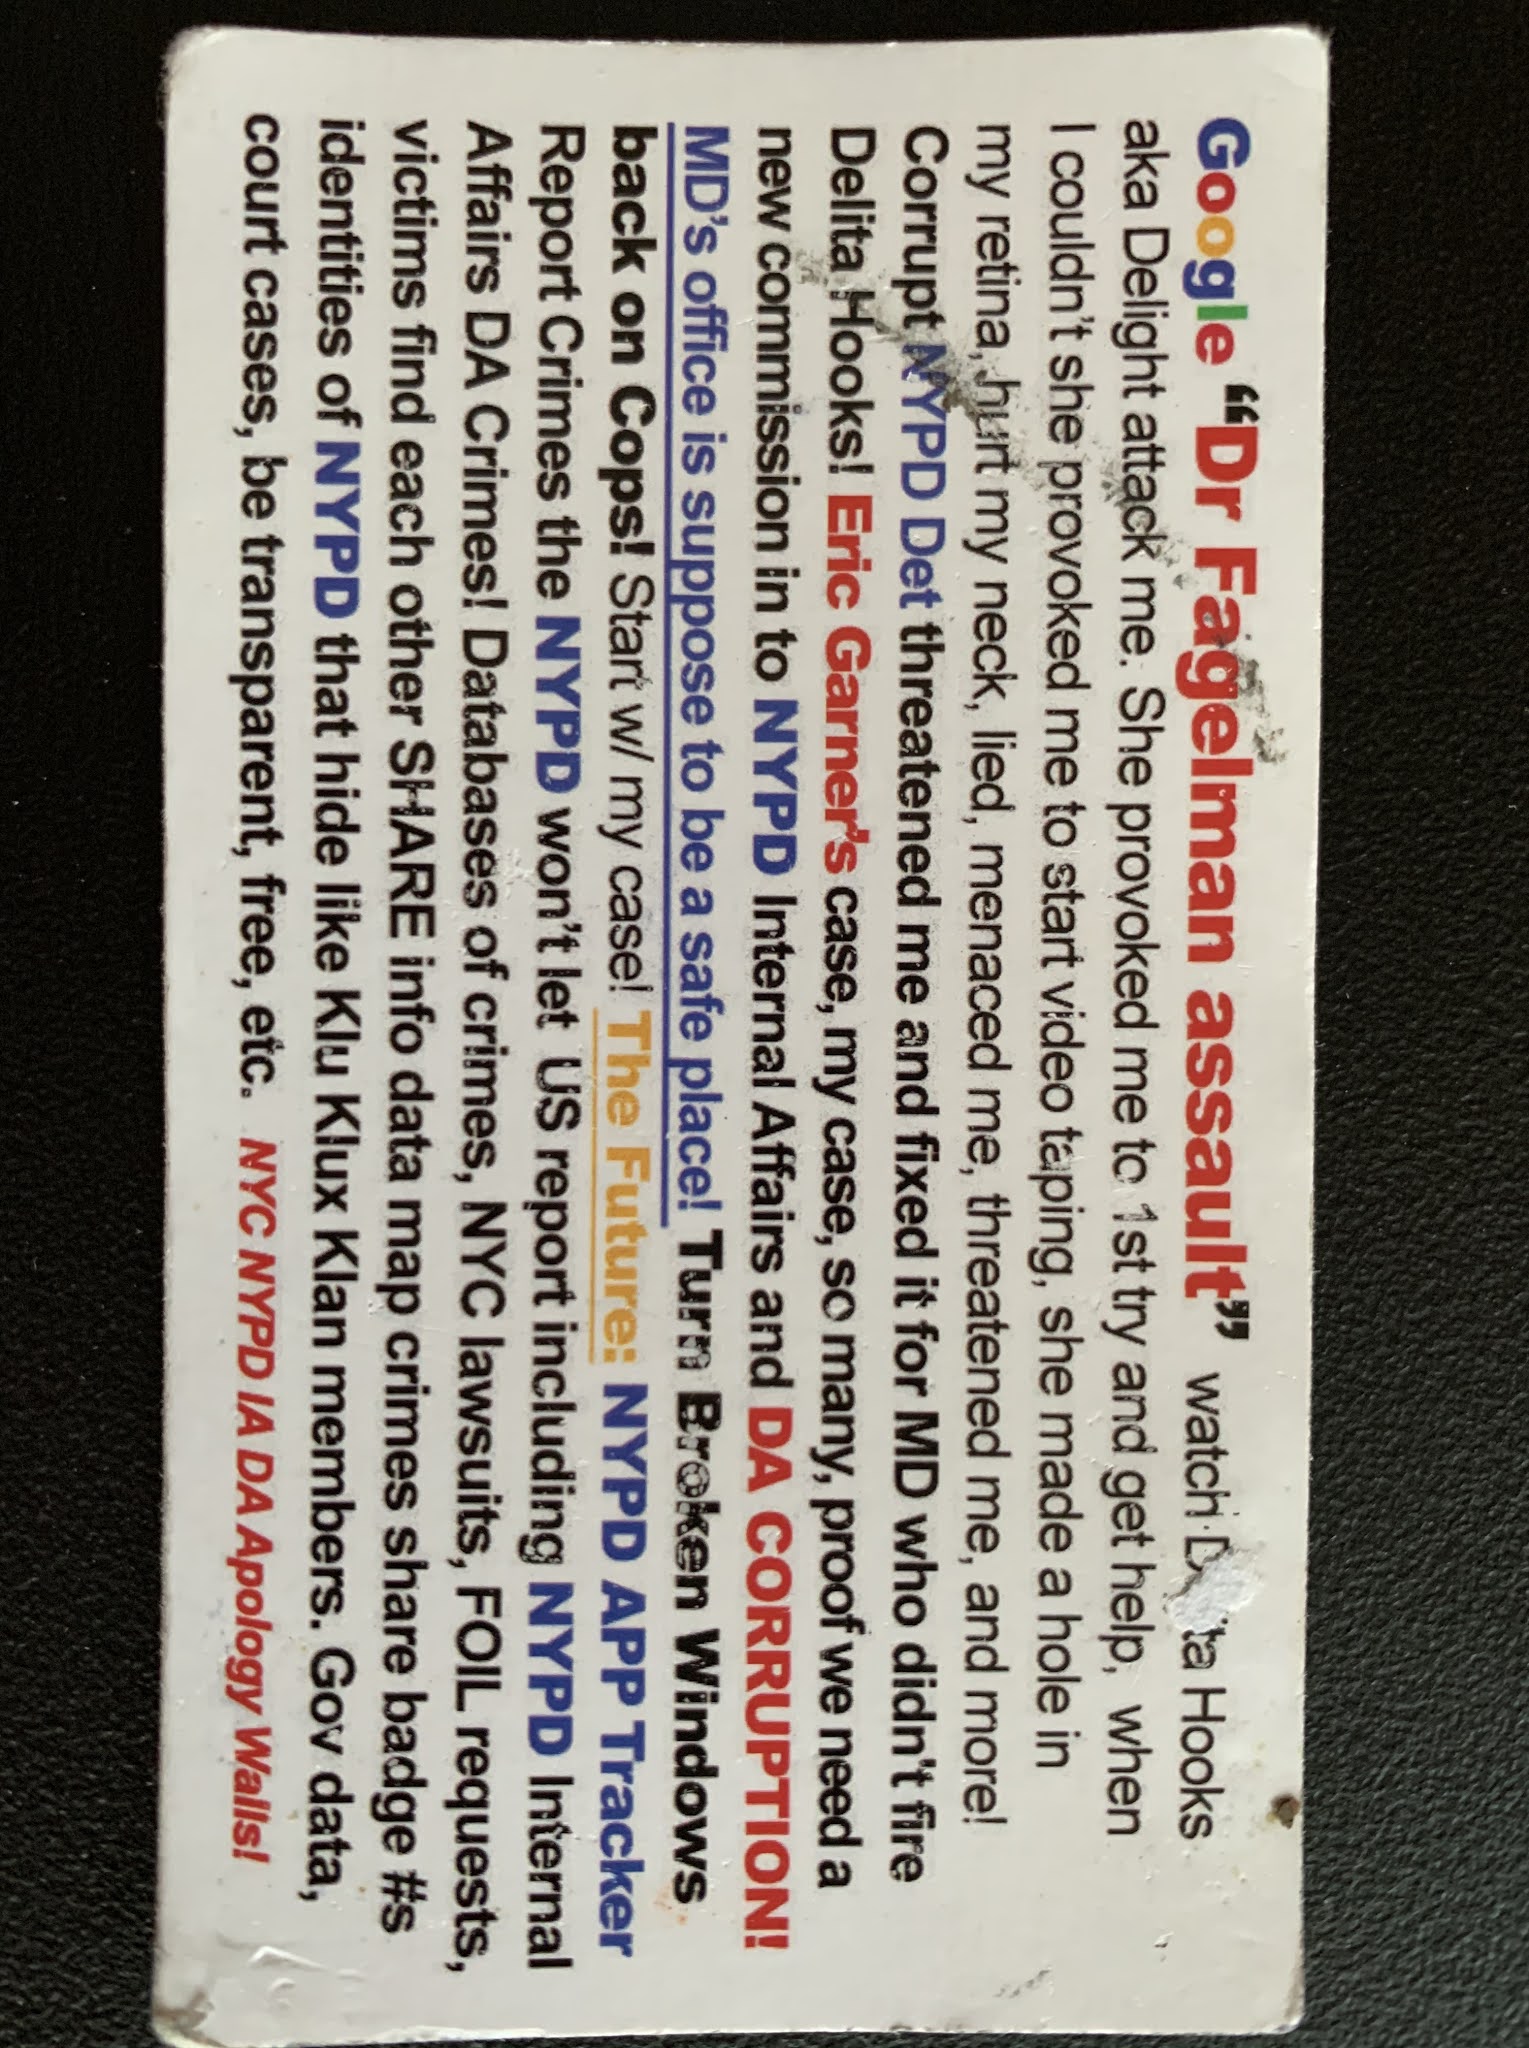 Google “Dr Fagelman assault” watch Hooks
aka Delight attack me. She provoked me to 1st try and get help, when
I couldn't she provoked me to start video taping, she made a hole in
my retina, hurt my neck, lied, menaced me, threatened me, and more!
Corrupt NYPD Det threatened me and fixed it for MD who didn't fire
Delita Hooks! Eric Garner's case, my case, so many, proof we need a
new commission in to NYPD Internal Affairs and DA CORRUPTION!
MD's office is suppose to be a safe place! Turn Broken Windows
back on Cops! Start w/ my case! The Future: NYPD APP Tracker
Report Crimes the NYPD won't let US report including NYPD Internal
Affairs DA Crimes! Databases of crimes, NYC lawsuits, FOIL requests,
victims find each other SHARE info data map crimes share badge #s
identities of NYPD that hide like Klu Klux Klan members. Gov data,
court cases, be transparent, free, etc. NYC NYPD IA DA Apology Walls!